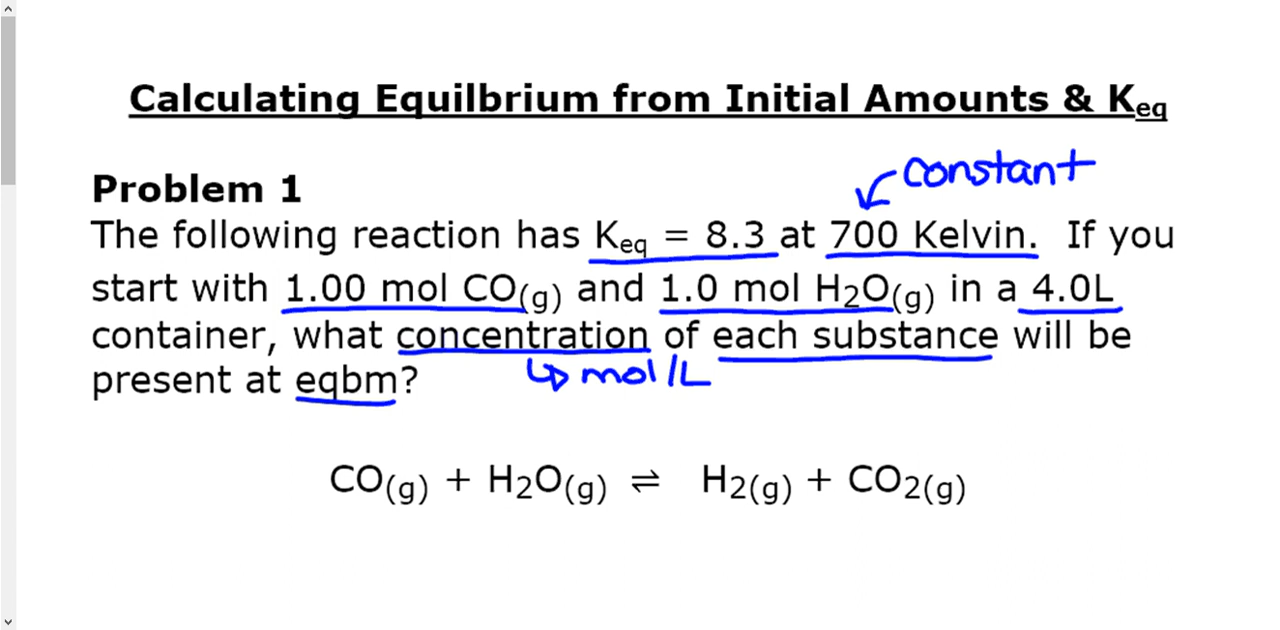 Calculating Equilbrium from Initial Amounts & Keq
Problem 1
constant
The following reaction has Keq = 8.3 at 700 Kelvin. If you
start with 1.00 mol CO(g) and 1.0 mol H2O(g) in a 4.0L
container, what concentration of each substance will be
present at eqbm?
↳ mol/L
CO(g) + H2O(g) ⇌ H2(g) + CO2(g)